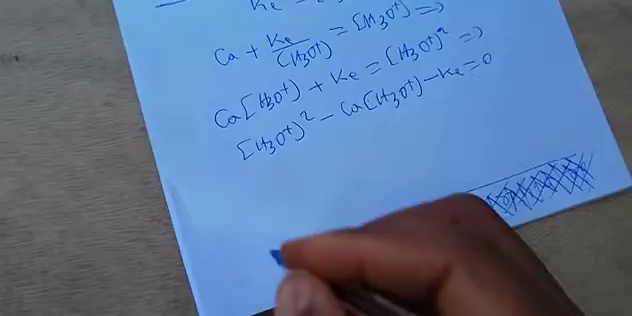 Ca + Ke/[H3O+] = [H3O+] =>
Ca[H3O+] + Ke = [H3O+]² =>
[H3O+]² - Ca[H3O+] - Ke = 0